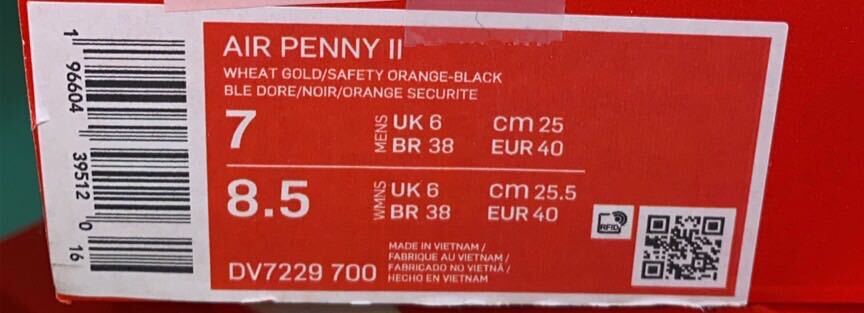 AIR PENNY II
WHEAT GOLD/SAFETY ORANGE-BLACK
BLE DORE/NOIR/ORANGE SECURITE
7 MENS UK 6 cm 25
BR 38 EUR 40
8.5 WMNS UK 6 cm 25.5
BR 38 EUR 40
RFID
DV7229 700
MADE IN VIETNAM /
FABRIQUE AU VIETNAM /
FABRICADO NO VIETNÃ /
HECHO EN VIETNAM
1 96604 39512 0 16